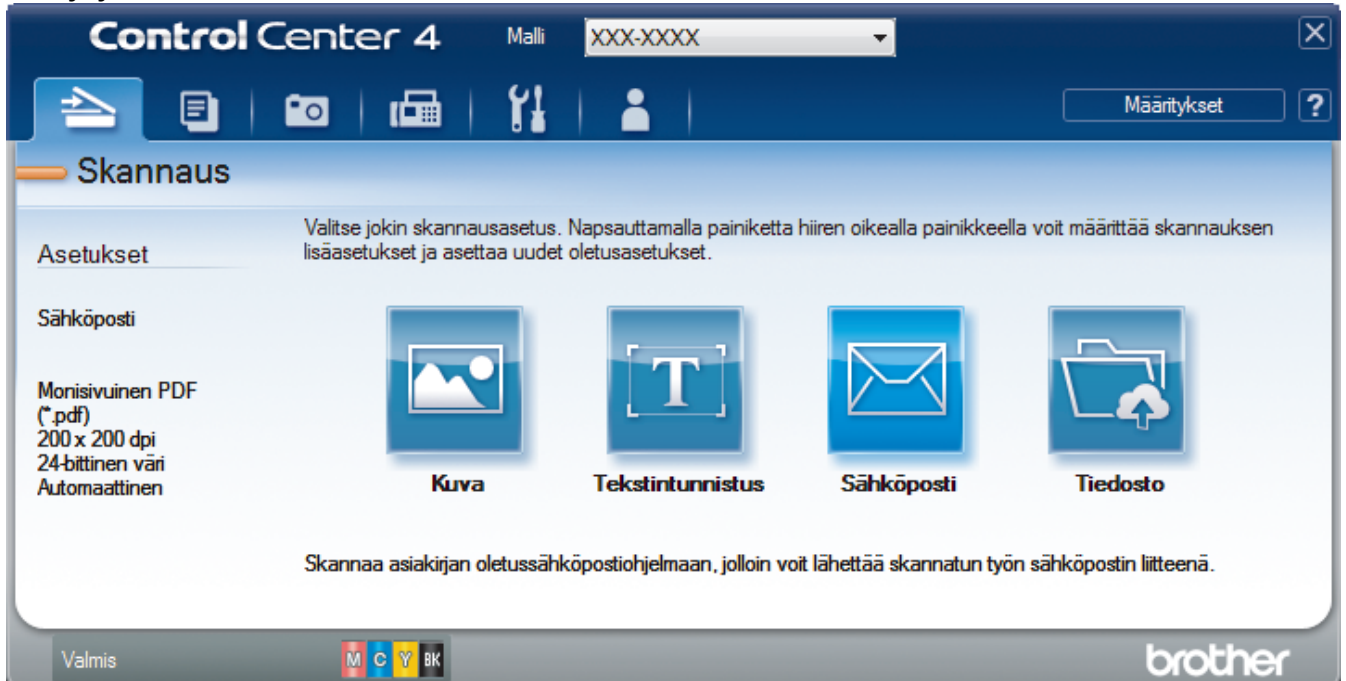 Control Center 4
Malli
XXX-XXXX
Määritykset
?
Skannaus
Asetukset
Sähköposti
Monisivuinen PDF
(*.pdf)
200 x 200 dpi
24-bittinen väri
Automaattinen
Valitse jokin skannausasetus. Napsauttamalla painiketta hiiren oikealla painikkeella voit määrittää skannauksen
lisäasetukset ja asettaa uudet oletusasetukset.
T
Kuva
Tekstintunnistus
Sähköposti
Tiedosto
Skannaa asiakirjan oletussähköpostiohjelmaan, jolloin voit lähettää skannatun työn sähköpostin liitteenä.
Valmis
M C Y BK
brother